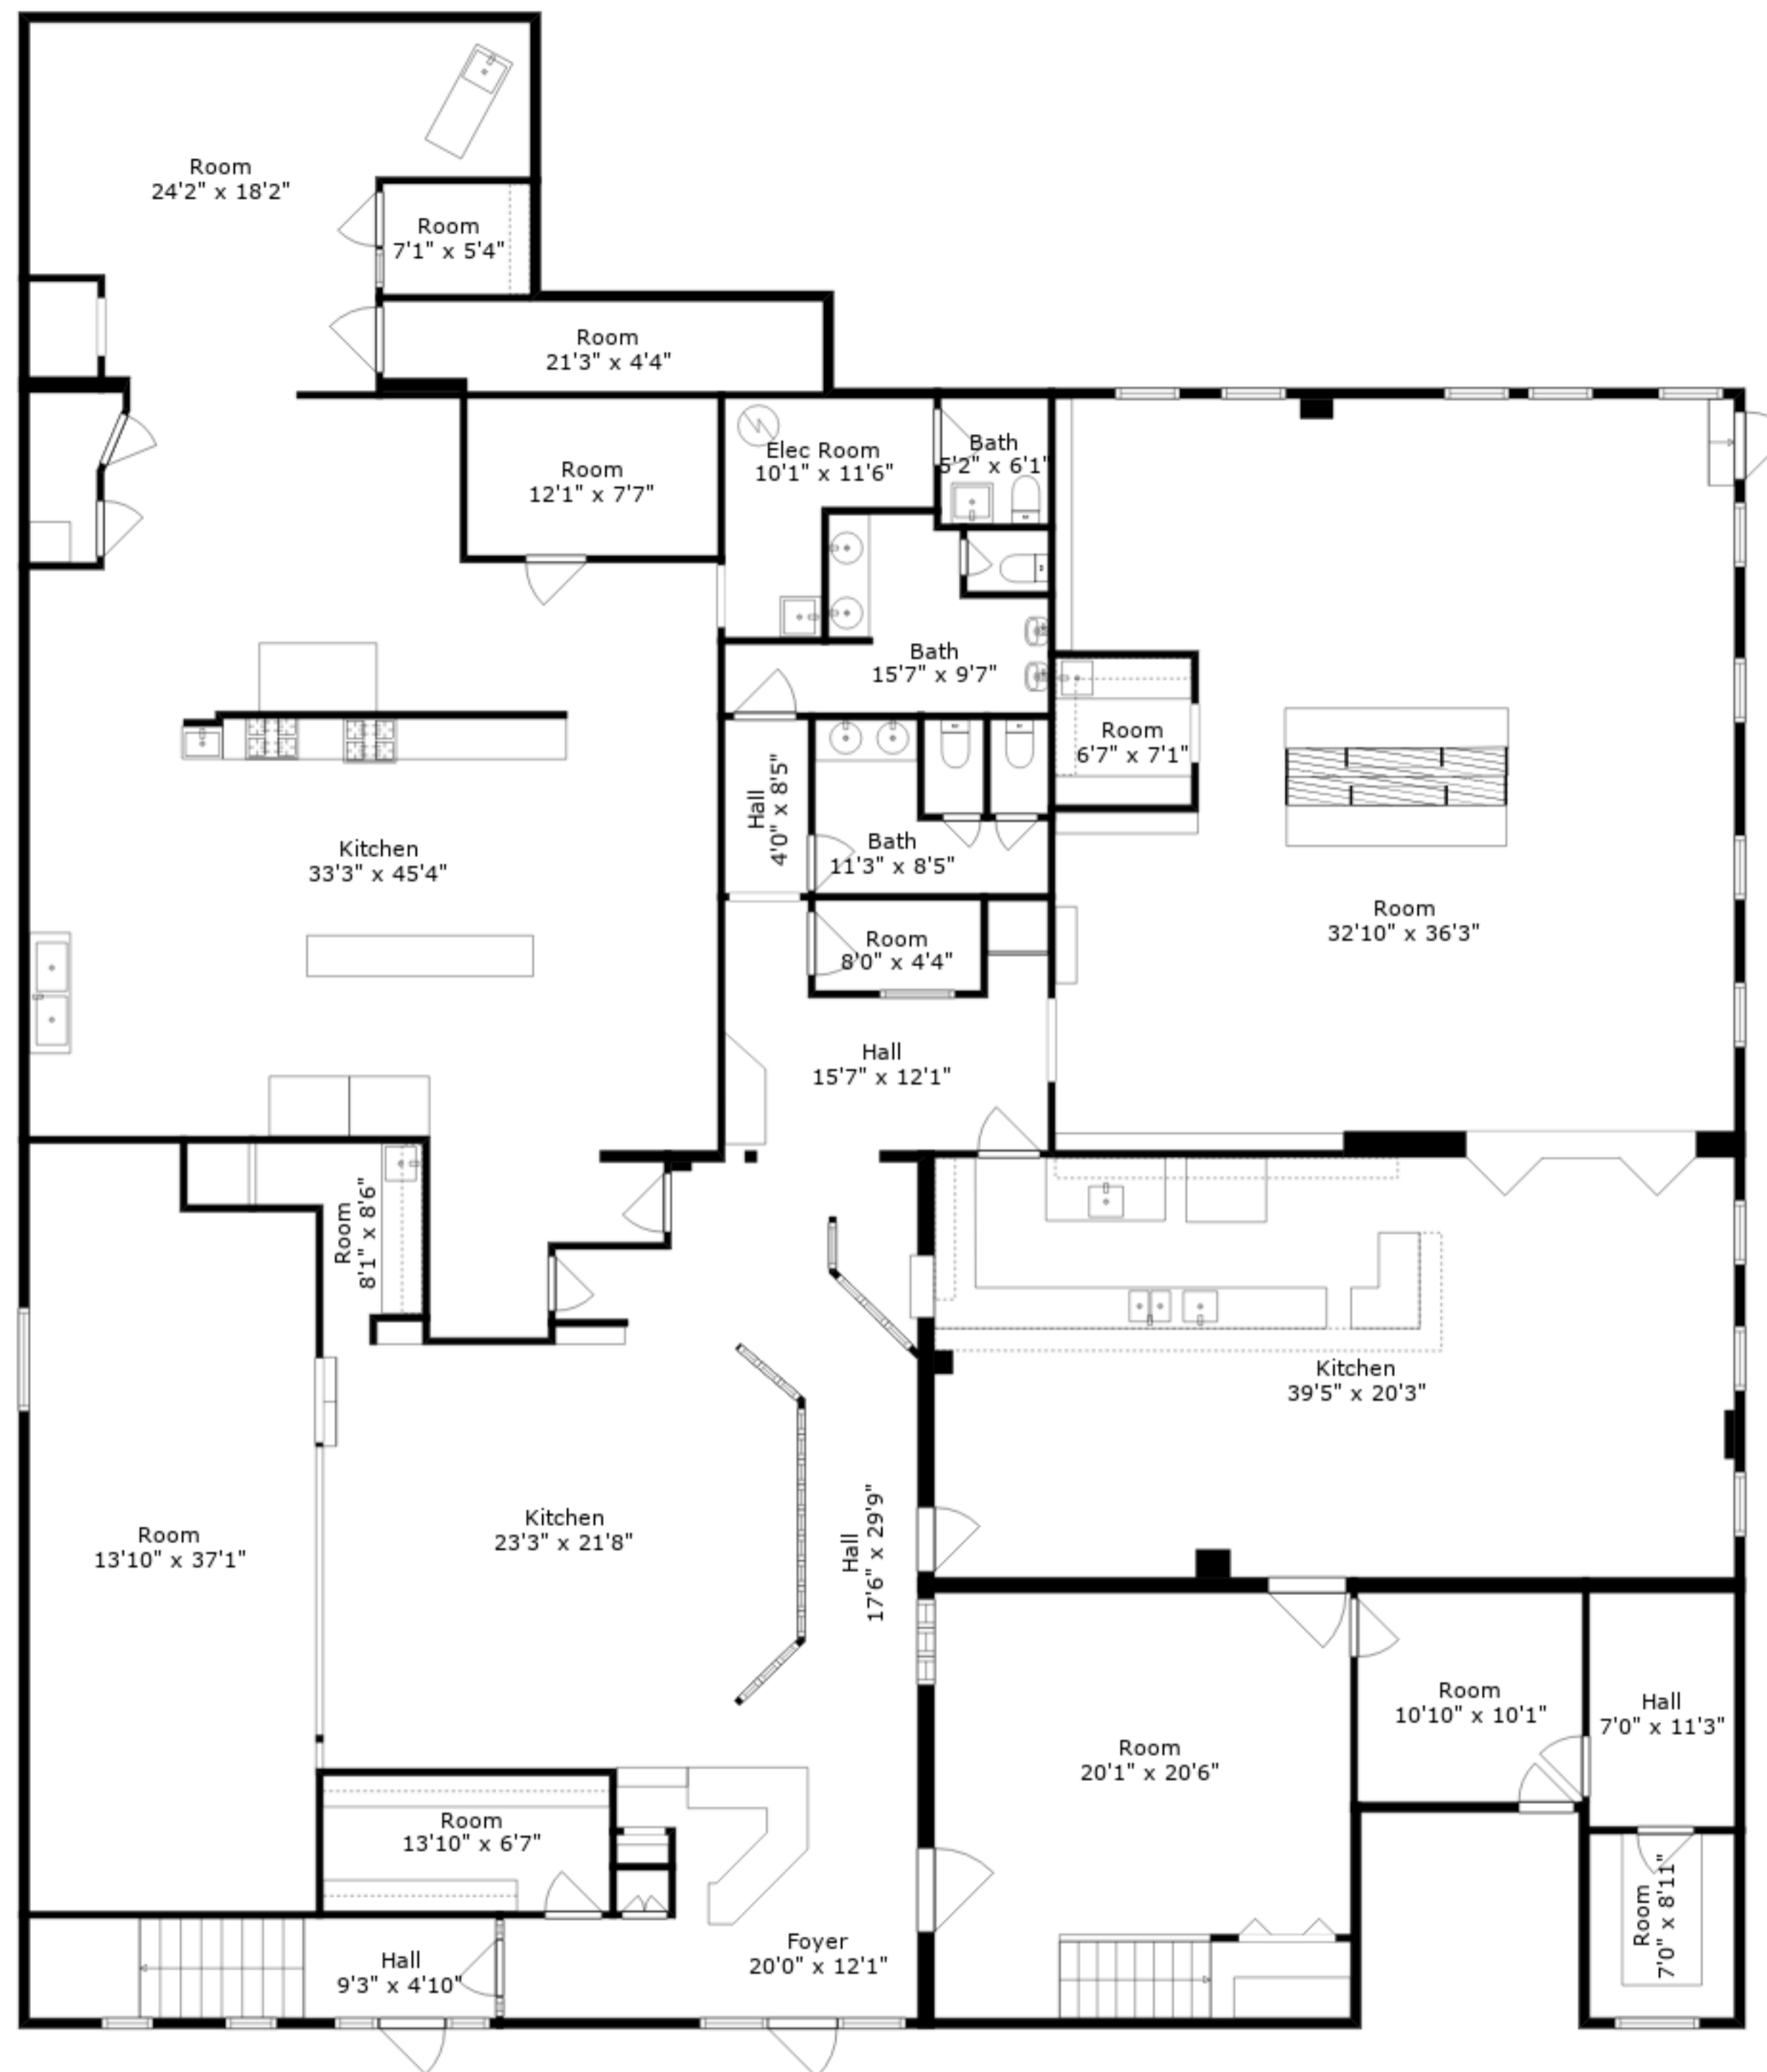 Room
24'2" x 18'2"
Room
7'1" x 5'4"
Room
21'3" x 4'4"
Room
12'1" x 7'7"
Elec Room
10'1" x 11'6"
Bath
5'2" x 6'1"
Bath
15'7" x 9'7"
Room
6'7" x 7'1"
Hall
4'0" x 8'5"
Bath
11'3" x 8'5"
Kitchen
33'3" x 45'4"
Room
8'0" x 4'4"
Room
32'10" x 36'3"
Hall
15'7" x 12'1"
Room
8'1" x 8'6"
Kitchen
39'5" x 20'3"
Room
13'10" x 37'1"
Kitchen
23'3" x 21'8"
Hall
17'6" x 29'9"
Room
10'10" x 10'1"
Hall
7'0" x 11'3"
Room
20'1" x 20'6"
Room
13'10" x 6'7"
Room
7'0" x 8'11"
Hall
9'3" x 4'10"
Foyer
20'0" x 12'1"